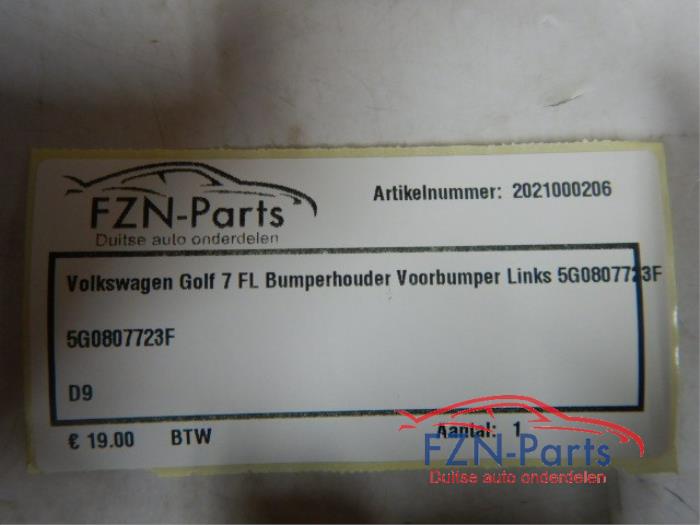 FZN-Parts
Duitse auto onderdelen
Artikelnummer: 2021000206
Volkswagen Golf 7 FL Bumperhouder Voorbumper Links 5G0807723F
5G0807723F
D9
€ 19.00 BTW Aantal: 1
FZN-Parts
Duitse auto onderdelen